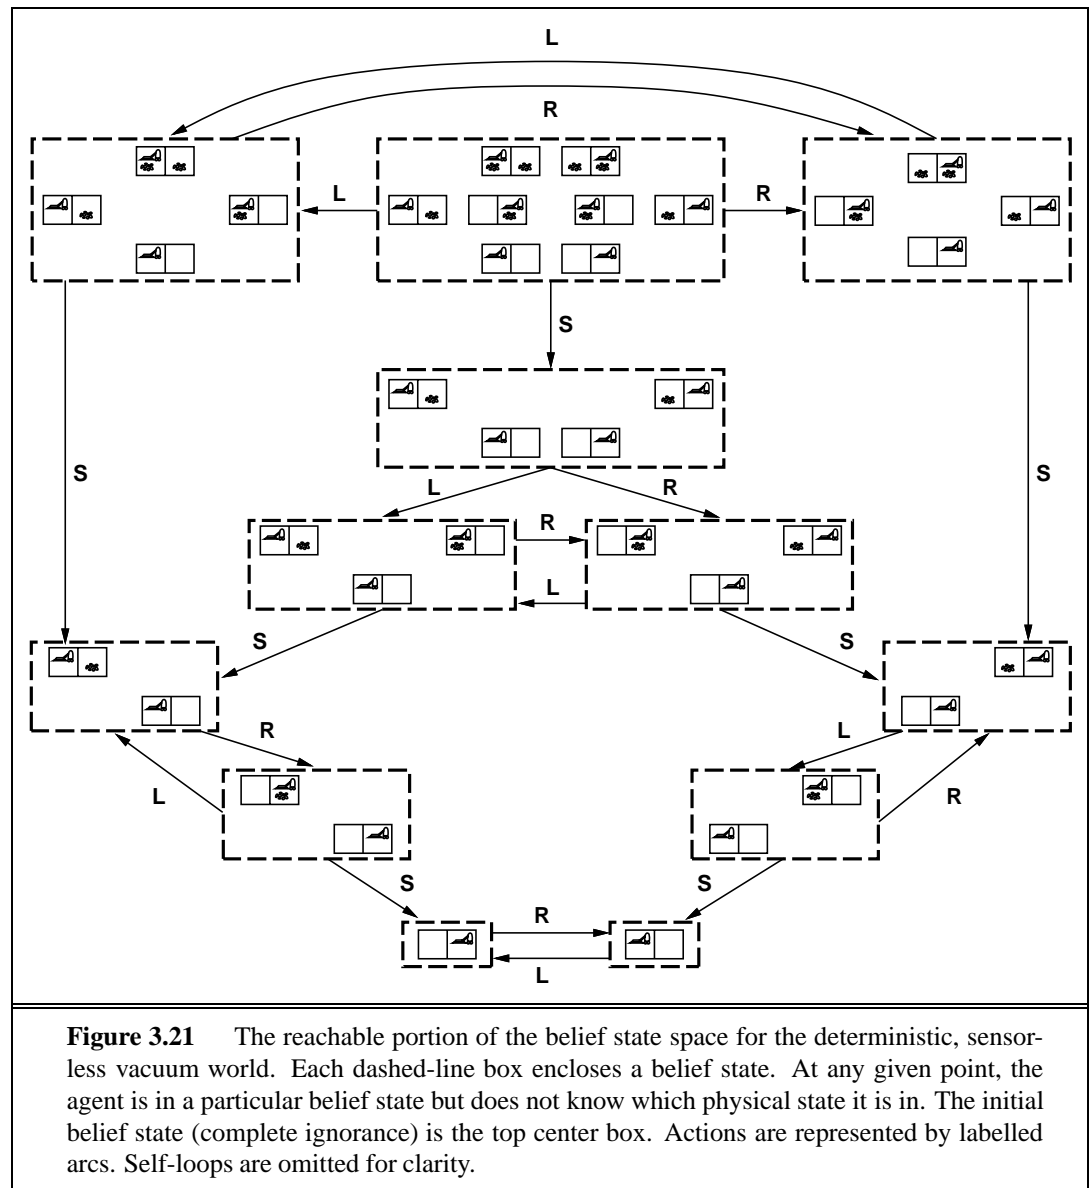 L
R
L
R
S
S
S
L
R
R
L
S
S
R
L
L
R
S
S
R
L
Figure 3.21 The reachable portion of the belief state space for the deterministic, sensor-
less vacuum world. Each dashed-line box encloses a belief state. At any given point, the
agent is in a particular belief state but does not know which physical state it is in. The initial
belief state (complete ignorance) is the top center box. Actions are represented by labelled
arcs. Self-loops are omitted for clarity.